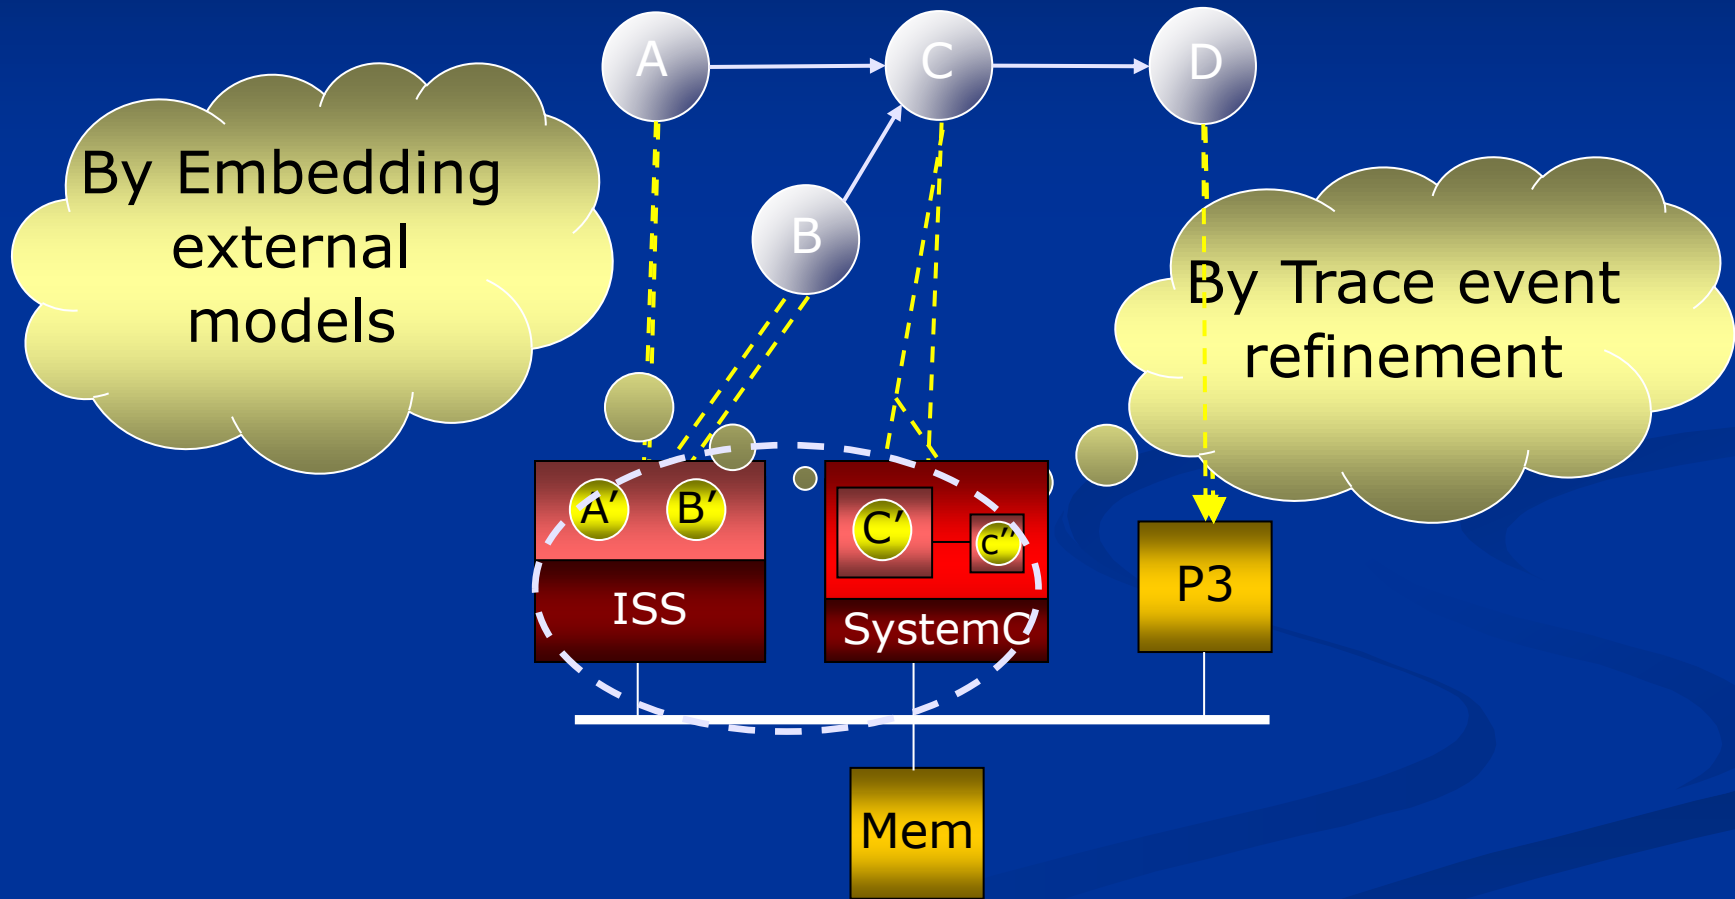 A
C
D
By Embedding
external
models
B
By Trace event
refinement
A′
B′
C′
c″
ISS
SystemC
P3
Mem